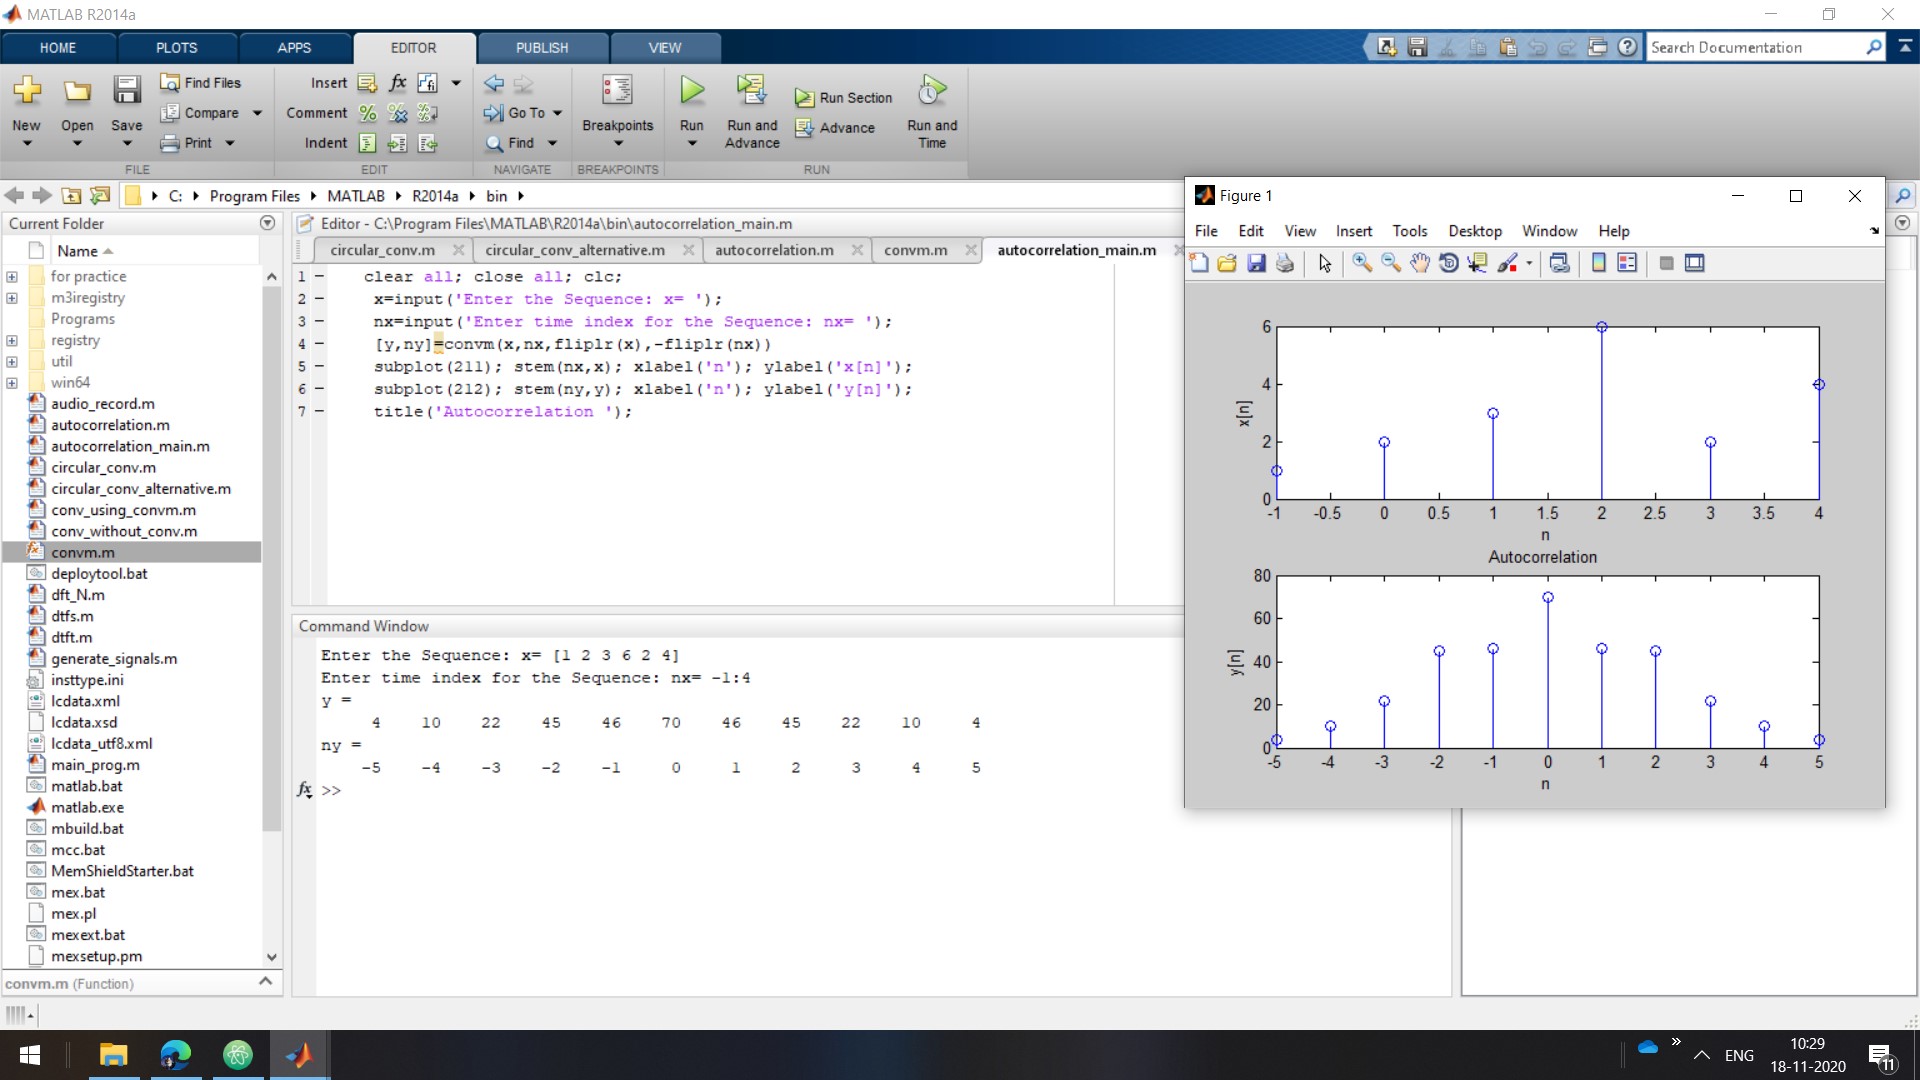 MATLAB R2014a
HOME PLOTS APPS EDITOR PUBLISH VIEW
Search Documentation
New Open Save
Find Files
Compare
Print
FILE
Insert fx
Comment
Indent
EDIT
Go To
Find
NAVIGATE
Breakpoints
BREAKPOINTS
Run
Run and Advance
Run Section
Advance
Run and Time
RUN
C: Program Files MATLAB R2014a bin
Current Folder
Name
for practice
m3iregistry
Programs
registry
util
win64
audio_record.m
autocorrelation.m
autocorrelation_main.m
circular_conv.m
circular_conv_alternative.m
conv_using_convm.m
conv_without_conv.m
convm.m
deploytool.bat
dft_N.m
dtfs.m
dtft.m
generate_signals.m
insttype.ini
lcdata.xml
lcdata.xsd
lcdata_utf8.xml
main_prog.m
matlab.bat
matlab.exe
mbuild.bat
mcc.bat
MemShieldStarter.bat
mex.bat
mex.pl
mexext.bat
mexsetup.pm
convm.m (Function)
Editor - C:\Program Files\MATLAB\R2014a\bin\autocorrelation_main.m
circular_conv.m circular_conv_alternative.m autocorrelation.m convm.m autocorrelation_main.m
1 - clear all; close all; clc;
2 - x=input('Enter the Sequence: x= ');
3 - nx=input('Enter time index for the Sequence: nx= ');
4 - [y,ny]=convm(x,nx,fliplr(x),-fliplr(nx))
5 - subplot(211); stem(nx,x); xlabel('n'); ylabel('x[n]');
6 - subplot(212); stem(ny,y); xlabel('n'); ylabel('y[n]');
7 - title('Autocorrelation ');
Command Window
Enter the Sequence: x= [1 2 3 6 2 4]
Enter time index for the Sequence: nx= -1:4
y =
4 10 22 45 46 70 46 45 22 10 4
ny =
-5 -4 -3 -2 -1 0 1 2 3 4 5
fx >>
Figure 1
File Edit View Insert Tools Desktop Window Help
6
4
2
0
x[n]
-1 -0.5 0 0.5 1 1.5 2 2.5 3 3.5 4
n
Autocorrelation
80
60
40
20
0
y[n]
-5 -4 -3 -2 -1 0 1 2 3 4 5
n
ENG
10:29
18-11-2020
11